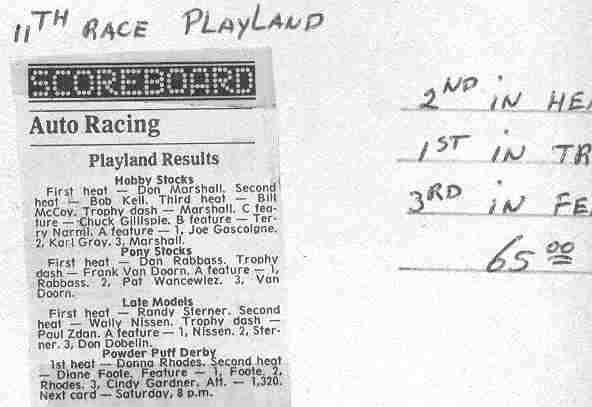 11TH RACE PLAYLAND
SCOREBOARD
Auto Racing
Playland Results
Hobby Stocks
First heat — Don Marshall. Second
heat — Bob Kell. Third heat — Bill
McCoy. Trophy dash — Marshall. C fea-
ture — Chuck Gillispie. B feature — Ter-
ry Narmi. A feature — 1, Joe Gascoigne.
2, Karl Gray. 3, Marshall.
Pony Stocks
First heat — Dan Rabbass. Trophy
dash — Frank Van Doorn. A feature — 1,
Rabbass. 2, Pat Wancewlez. 3, Van
Doorn.
Late Models
First heat — Randy Sterner. Second
heat — Wally Nissen. Trophy dash —
Paul Zdan. A feature — 1, Nissen. 2, Ster-
ner. 3, Don Dobelin.
Powder Puff Derby
1st heat — Donna Rhodes. Second heat
— Diane Foote. Feature — 1, Foote. 2,
Rhodes. 3, Cindy Gardner. Att. — 1,320.
Next card — Saturday, 8 p.m.
2ND IN HEA
1ST IN TR
3RD IN FEA
65 00